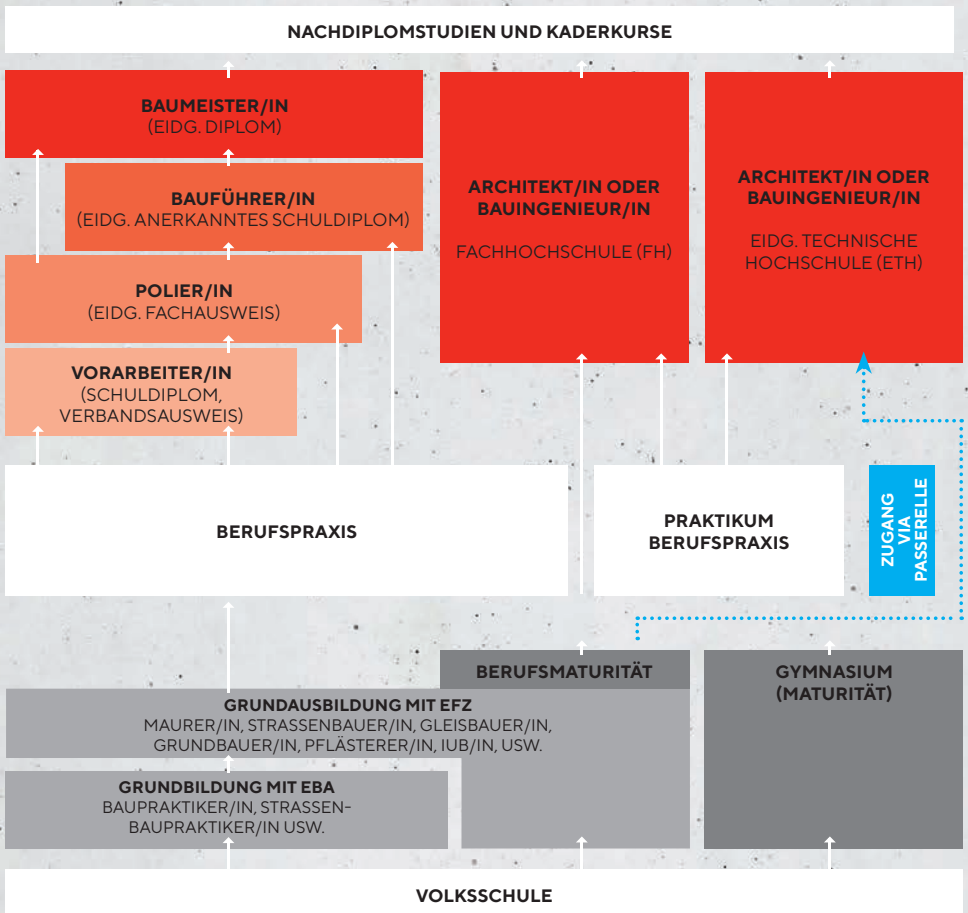 NACHDIPLOMSTUDIEN UND KADERKURSE
BAUMEISTER/IN
(EIDG. DIPLOM)
BAUFÜHRER/IN
(EIDG. ANERKANNTES SCHULDIPLOM)
POLIER/IN
(EIDG. FACHAUSWEIS)
VORARBEITER/IN
(SCHULDIPLOM,
VERBANDSAUSWEIS)
ARCHITEKT/IN ODER
BAUINGENIEUR/IN
FACHHOCHSCHULE (FH)
ARCHITEKT/IN ODER
BAUINGENIEUR/IN
EIDG. TECHNISCHE
HOCHSCHULE (ETH)
BERUFSPRAXIS
PRAKTIKUM
BERUFSPRAXIS
ZUGANG
VIA
PASSERELLE
BERUFSMATURITÄT
GYMNASIUM
(MATURITÄT)
GRUNDAUSBILDUNG MIT EFZ
MAURER/IN, STRASSENBAUER/IN, GLEISBAUER/IN,
GRUNDBAUER/IN, PFLÄSTERER/IN, IUB/IN, USW.
GRUNDBILDUNG MIT EBA
BAUPRAKTIKER/IN, STRASSEN-
BAUPRAKTIKER/IN USW.
VOLKSSCHULE